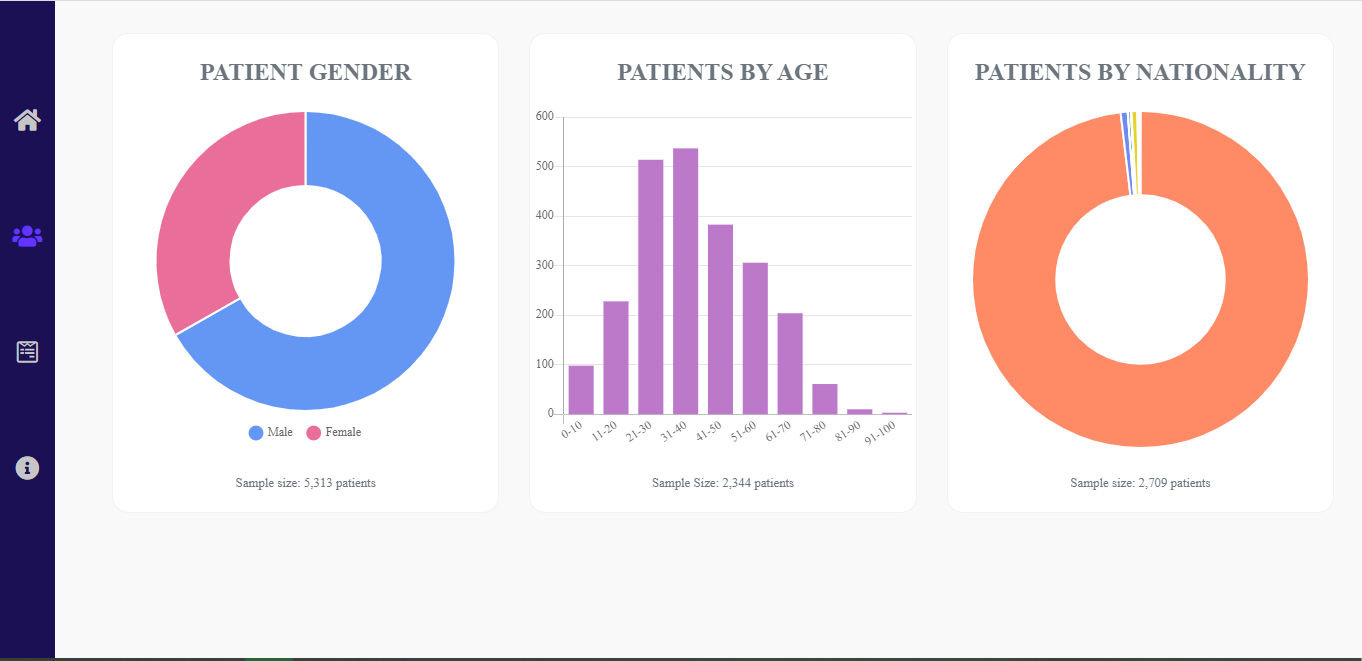 PATIENT GENDER
Male Female
Sample size: 5,313 patients
PATIENTS BY AGE
600
500
400
300
200
100
0
0-10 11-20 21-30 31-40 41-50 51-60 61-70 71-80 81-90 91-100
Sample Size: 2,344 patients
PATIENTS BY NATIONALITY
Sample size: 2,709 patients